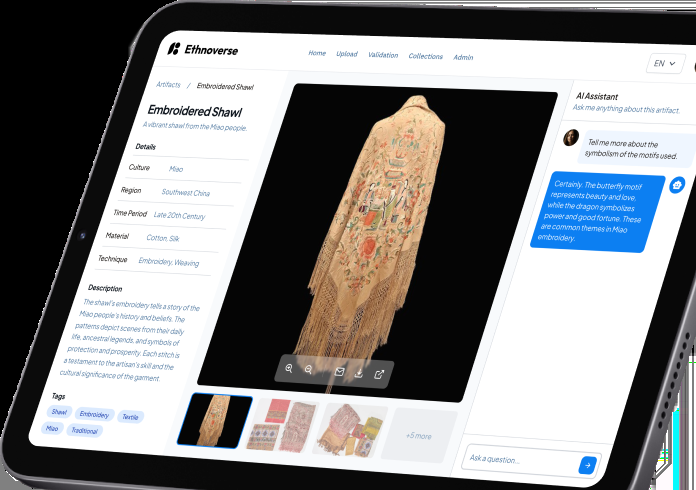 Ethnoverse
Home
Upload
Validation
Collections
Admin
EN
Artifacts / Embroidered Shawl
Embroidered Shawl
A vibrant shawl from the Miao people.
Details
Culture Miao
Region Southwest China
Time Period Late 20th Century
Material Cotton, Silk
Technique Embroidery, Weaving
Description
The shawl's embroidery tells a story of the
Miao people's history and beliefs. The
patterns depict scenes from their daily
life, ancestral legends, and symbols of
protection and prosperity. Each stitch is
a testament to the artisan's skill and the
cultural significance of the garment.
Tags
Shawl
Embroidery
Textile
Miao
Traditional
+5 more
AI Assistant
Ask me anything about this artifact.
Tell me more about the
symbolism of the motifs used.
Certainly. The butterfly motif
represents beauty and love,
while the dragon symbolizes
power and good fortune. These
are common themes in Miao
embroidery.
Ask a question...